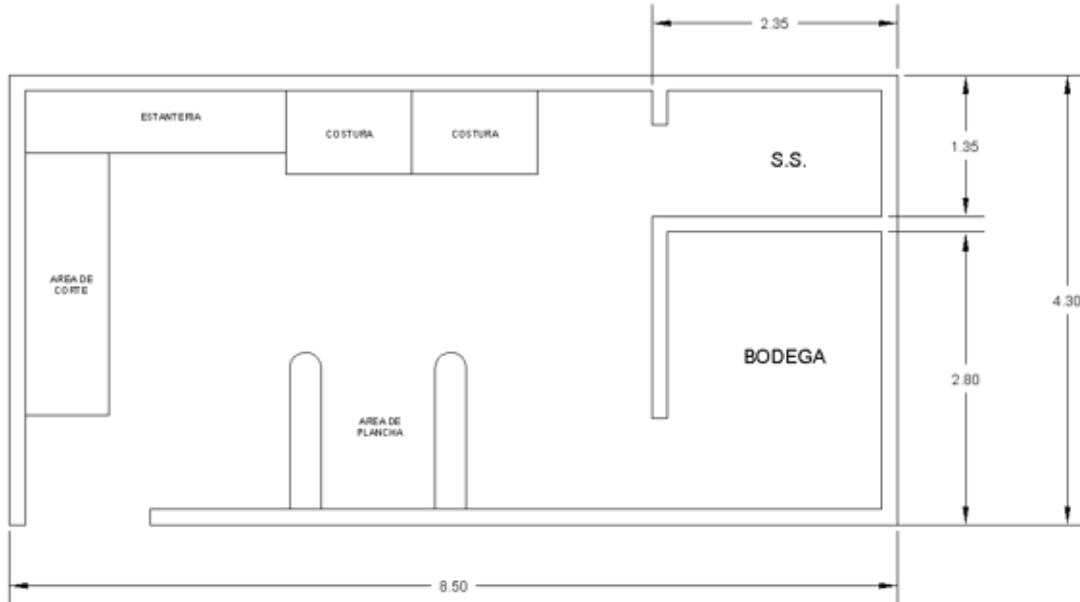 2.35
ESTANTERIA
COSTURA
COSTURA
S.S.
1.35
AREA DE
CORTE
4.30
BODEGA
2.80
AREA DE
PLANCHA
8.50